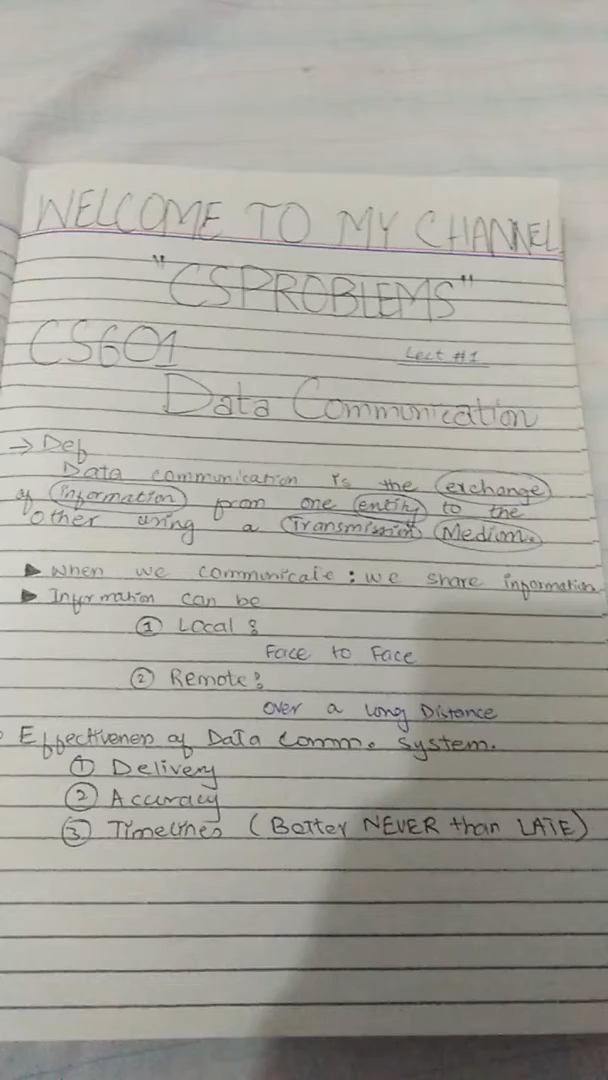 WELCOME TO MY CHANNEL
"CSPROBLEMS"
CS601
Lect #1
Data Communication
→ Def
Data communication is the exchange
of information from one entity to the
other using a Transmission Medium.
▶ When we communicate : we share information
▶ Information can be
① Local :
Face to Face
② Remote :
over a long Distance
Effectiveness of Data Comm. system.
① Delivery
② Accuracy
③ Timelines (Better NEVER than LATE)